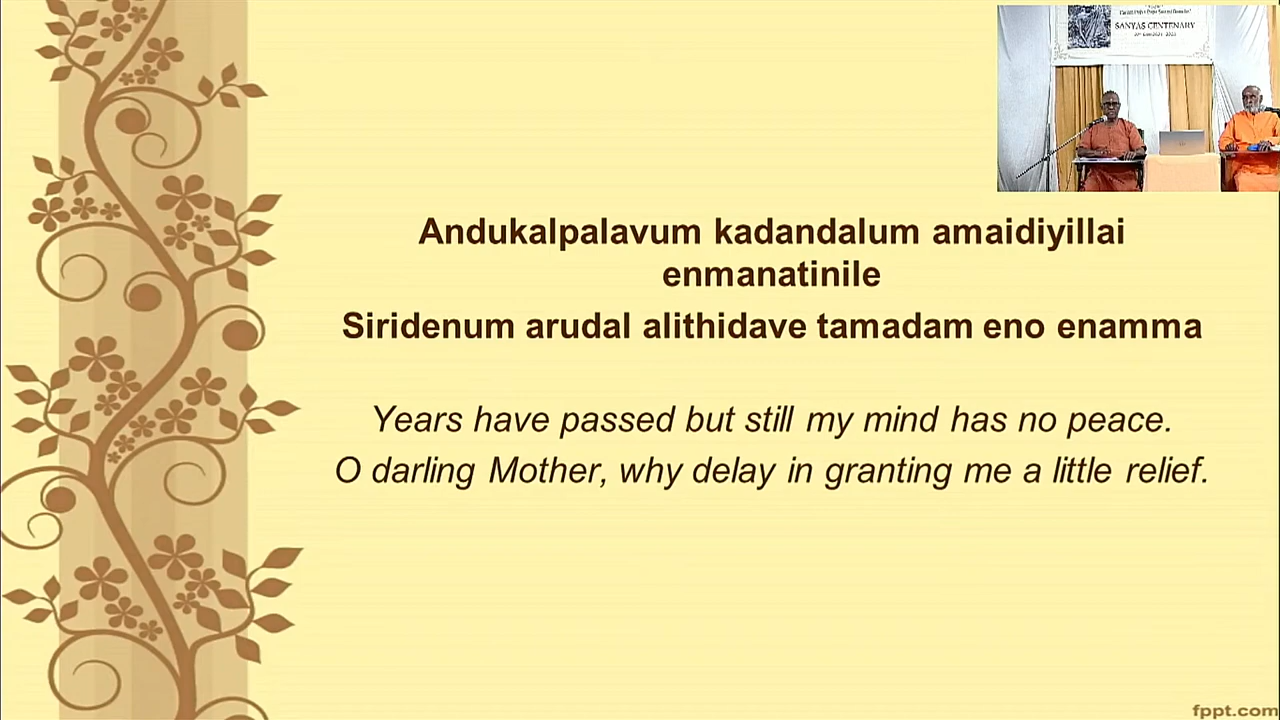 SANYAS CENTENARY
Andukalpalavum kadandalum amaidiyillai
enmanatinile
Siridenum arudal alithidave tamadam eno enamma
Years have passed but still my mind has no peace.
O darling Mother, why delay in granting me a little relief.
fppt.com